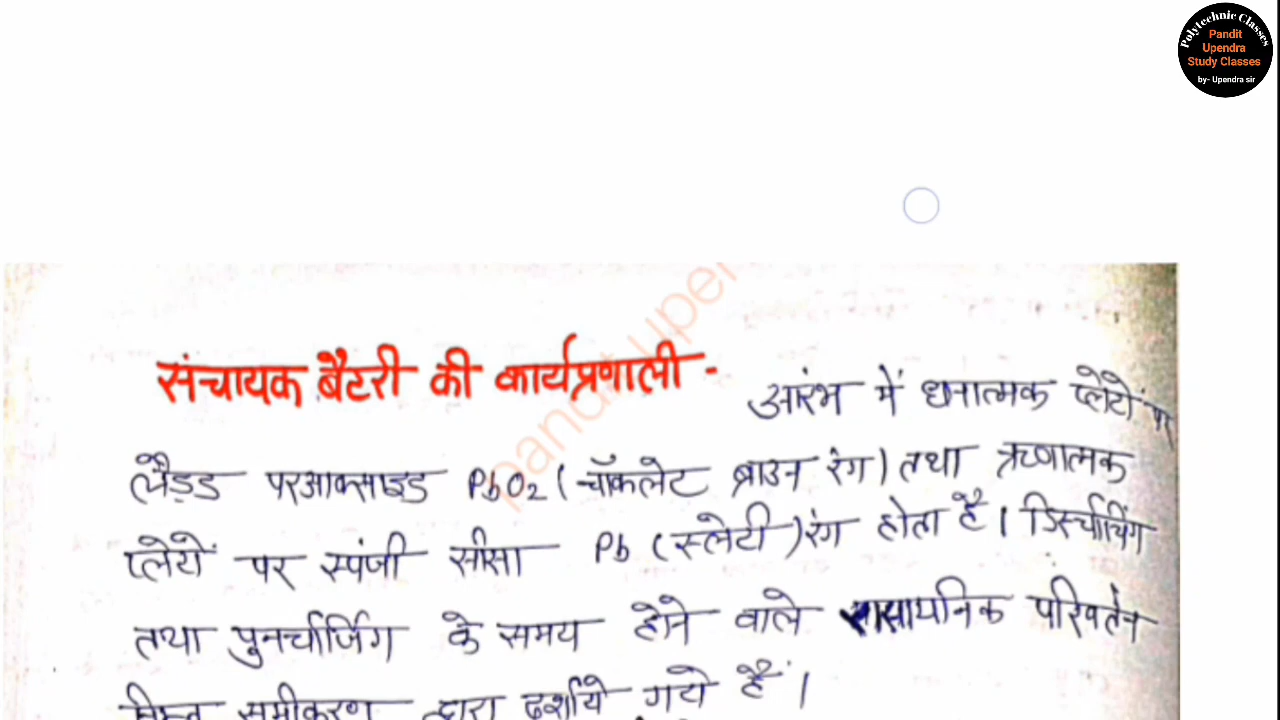 Polytechnic Classes
Pandit
Upendra
Study Classes
by- Upendra sir
pandit Uper
संचायक बैटरी की कार्यप्रणाली -
आरंभ में धनात्मक प्लेटों पर
लैड्ड परआक्साइड PbO2 (चॉकलेट ब्राउन रंग) तथा ऋणात्मक
प्लेटों पर स्पंजी सीसा Pb (स्लेटी) रंग होता है। डिस्चार्चिंग
तथा पुनर्चार्जिंग के समय होने वाले रासायनिक परिवर्तन
निम्न समीकरण द्वारा दर्शाये गये हैं।